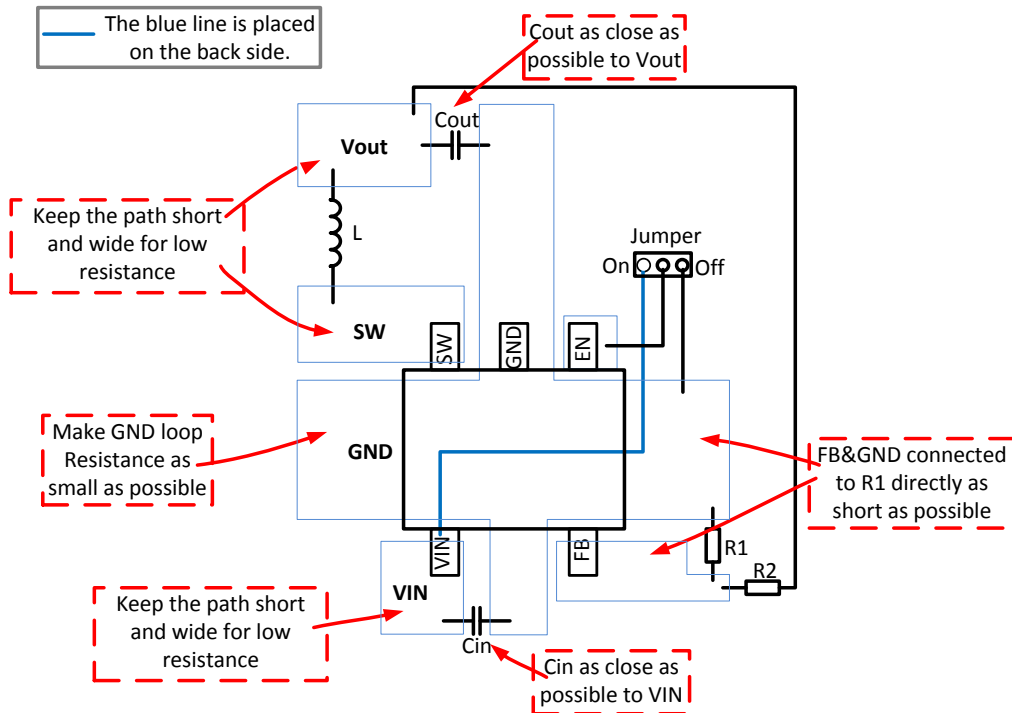 The blue line is placed
on the back side.
Cout as close as
possible to Vout
Cout
Vout
Keep the path short
and wide for low
resistance
L
Jumper
On
Off
SW
SW
GND
EN
Make GND loop
Resistance as
small as possible
GND
FB&GND connected
to R1 directly as
short as possible
VIN
FB
R1
R2
VIN
Keep the path short
and wide for low
resistance
Cin
Cin as close as
possible to VIN